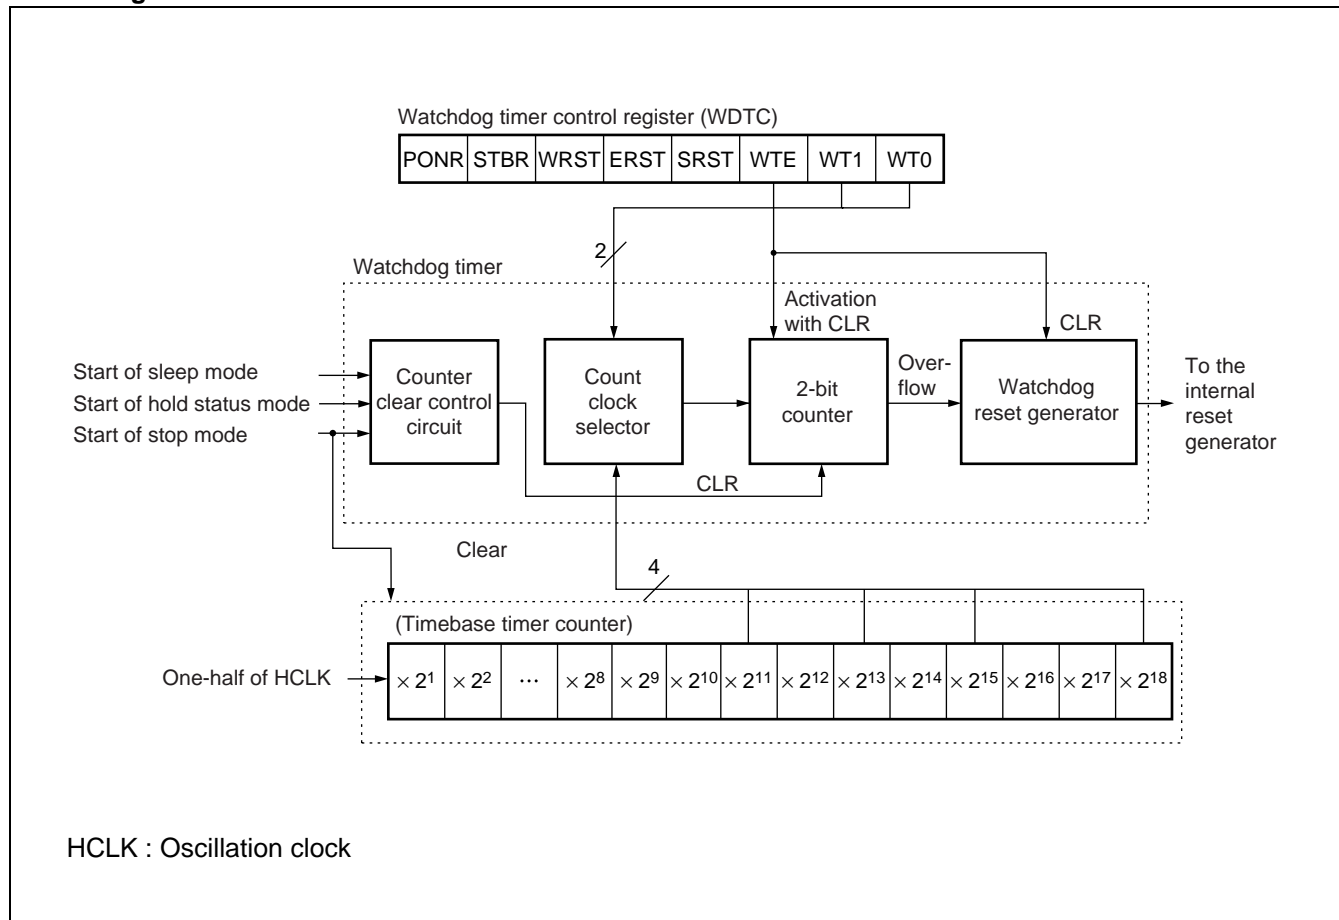 Watchdog timer control register (WDTC)
PONR STBR WRST ERST SRST WTE WT1 WT0
2
Watchdog timer
Activation
with CLR
CLR
Start of sleep mode
Start of hold status mode
Start of stop mode
Counter
clear control
circuit
Count
clock
selector
2-bit
counter
Over-
flow
Watchdog
reset generator
To the
internal
reset
generator
CLR
Clear
4
(Timebase timer counter)
One-half of HCLK
× 2¹ × 2² ··· × 2⁸ × 2⁹ × 2¹⁰ × 2¹¹ × 2¹² × 2¹³ × 2¹⁴ × 2¹⁵ × 2¹⁶ × 2¹⁷ × 2¹⁸
HCLK : Oscillation clock